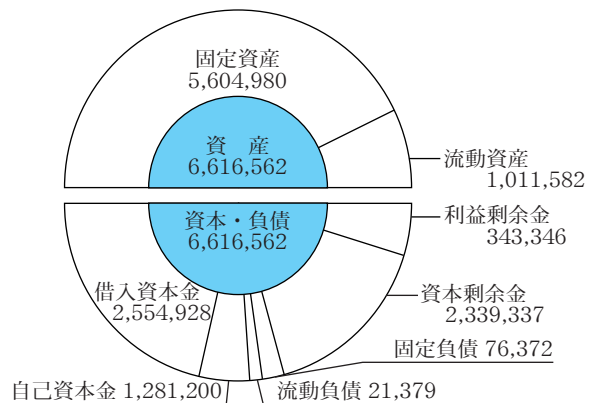 固定資産
5,604,980
資　産
6,616,562
流動資産
1,011,582
資本・負債
6,616,562
利益剰余金
343,346
借入資本金
2,554,928
資本剰余金
2,339,337
固定負債 76,372
自己資本金 1,281,200
流動負債 21,379